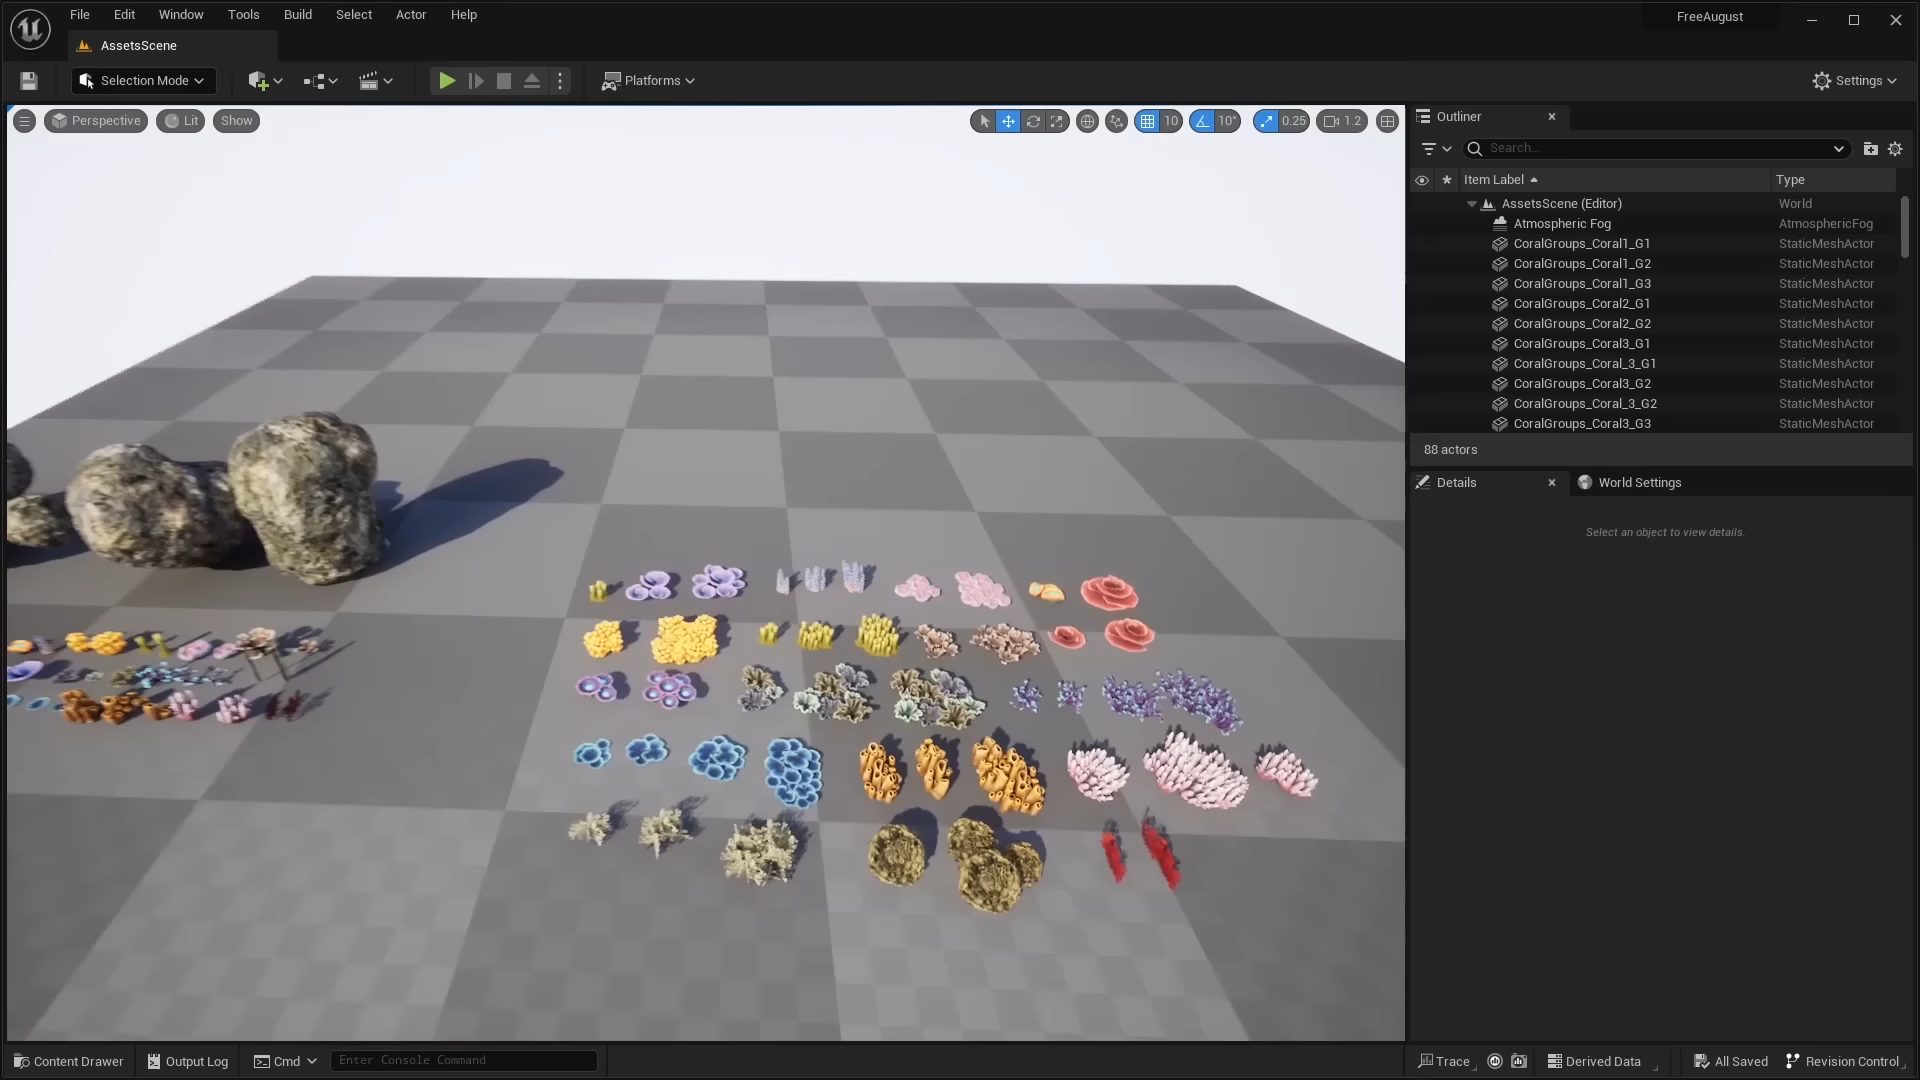 File Edit Window Tools Build Select Actor Help
FreeAugust
AssetsScene
Selection Mode
Platforms
Settings
Perspective Lit Show
10 10° 0.25 1.2
Outliner
Search...
Item Label Type
AssetsScene (Editor) World
Atmospheric Fog AtmosphericFog
CoralGroups_Coral1_G1 StaticMeshActor
CoralGroups_Coral1_G2 StaticMeshActor
CoralGroups_Coral1_G3 StaticMeshActor
CoralGroups_Coral2_G1 StaticMeshActor
CoralGroups_Coral2_G2 StaticMeshActor
CoralGroups_Coral3_G1 StaticMeshActor
CoralGroups_Coral_3_G1 StaticMeshActor
CoralGroups_Coral3_G2 StaticMeshActor
CoralGroups_Coral_3_G2 StaticMeshActor
CoralGroups_Coral3_G3 StaticMeshActor
88 actors
Details World Settings
Select an object to view details.
Content Drawer Output Log Cmd Enter Console Command Trace Derived Data All Saved Revision Control